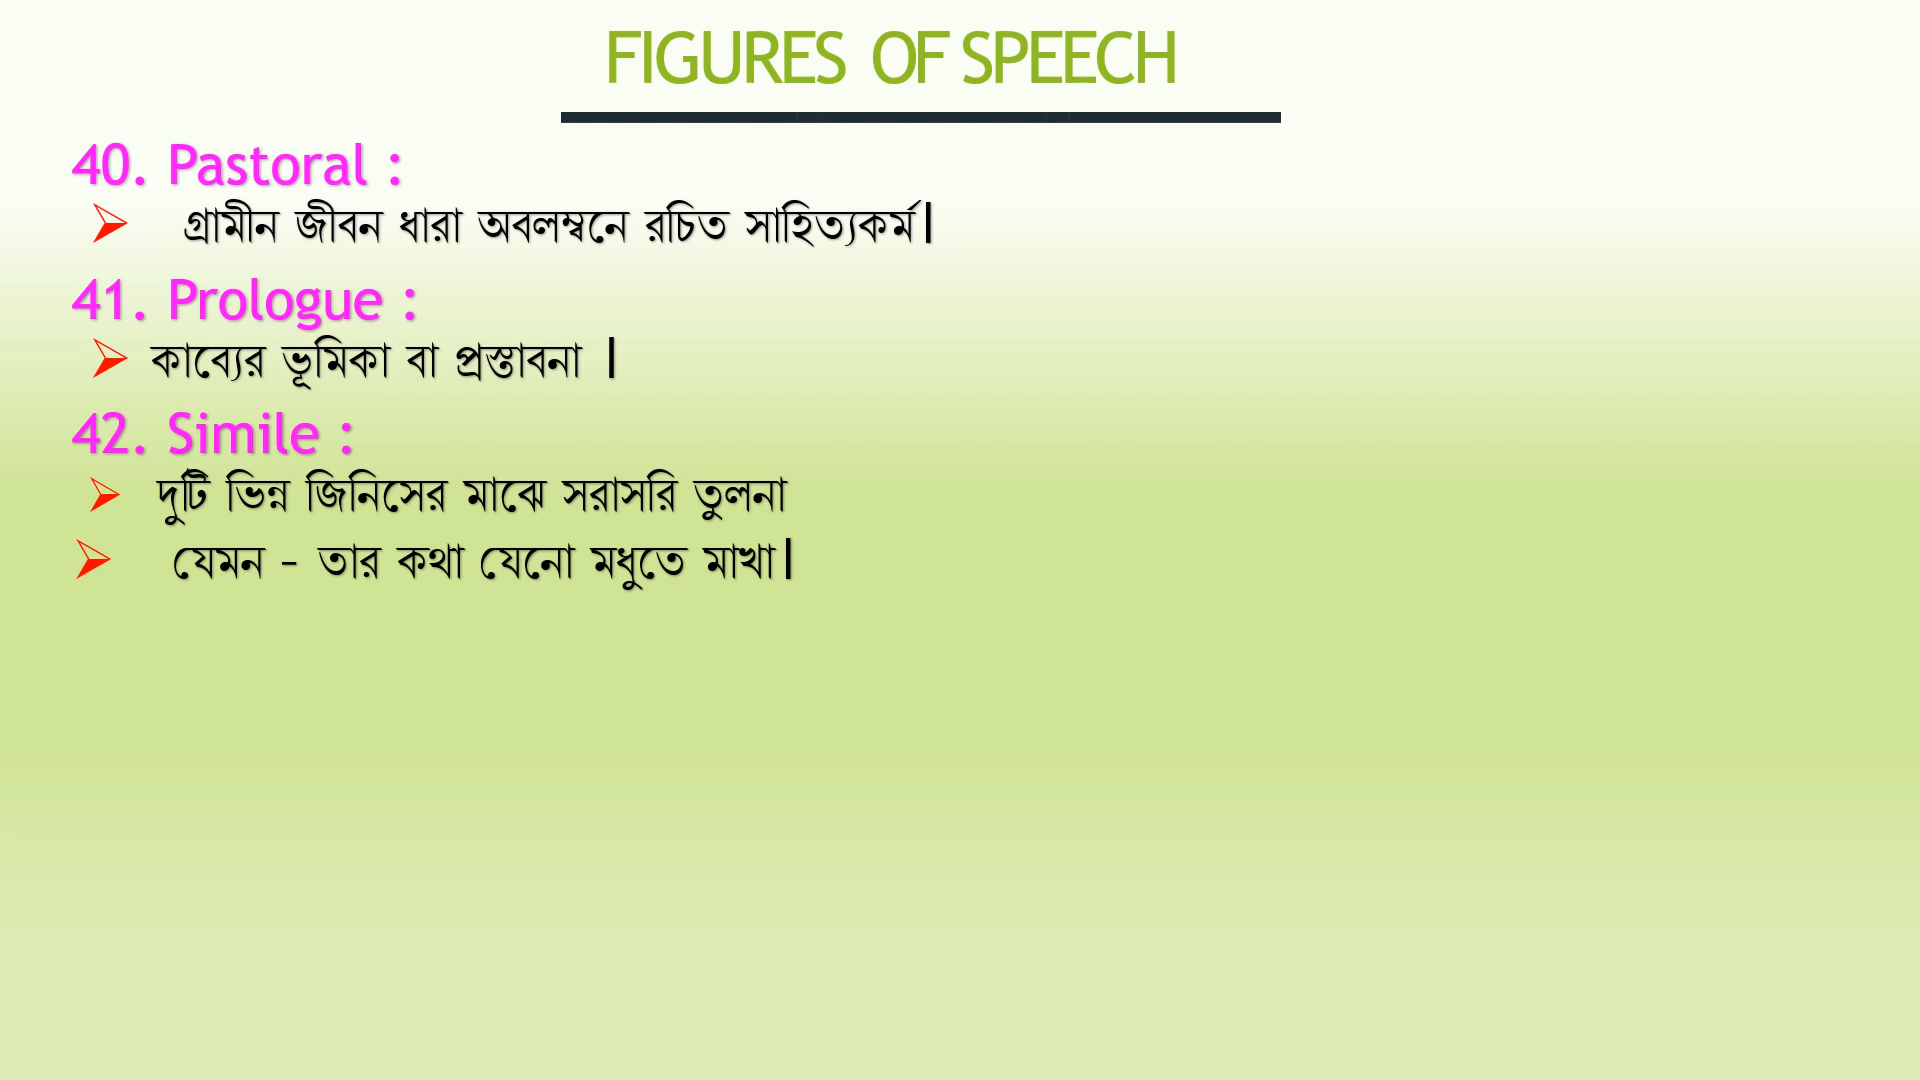 FIGURES OF SPEECH
40. Pastoral :
➢ গ্রামীন জীবন ধারা অবলম্বনে রচিত সাহিত্যকর্ম।
41. Prologue :
➢ কাব্যের ভূমিকা বা প্রস্তাবনা ।
42. Simile :
➢ দুটি ভিন্ন জিনিসের মাঝে সরাসরি তুলনা
➢ যেমন – তার কথা যেনো মধুতে মাখা।